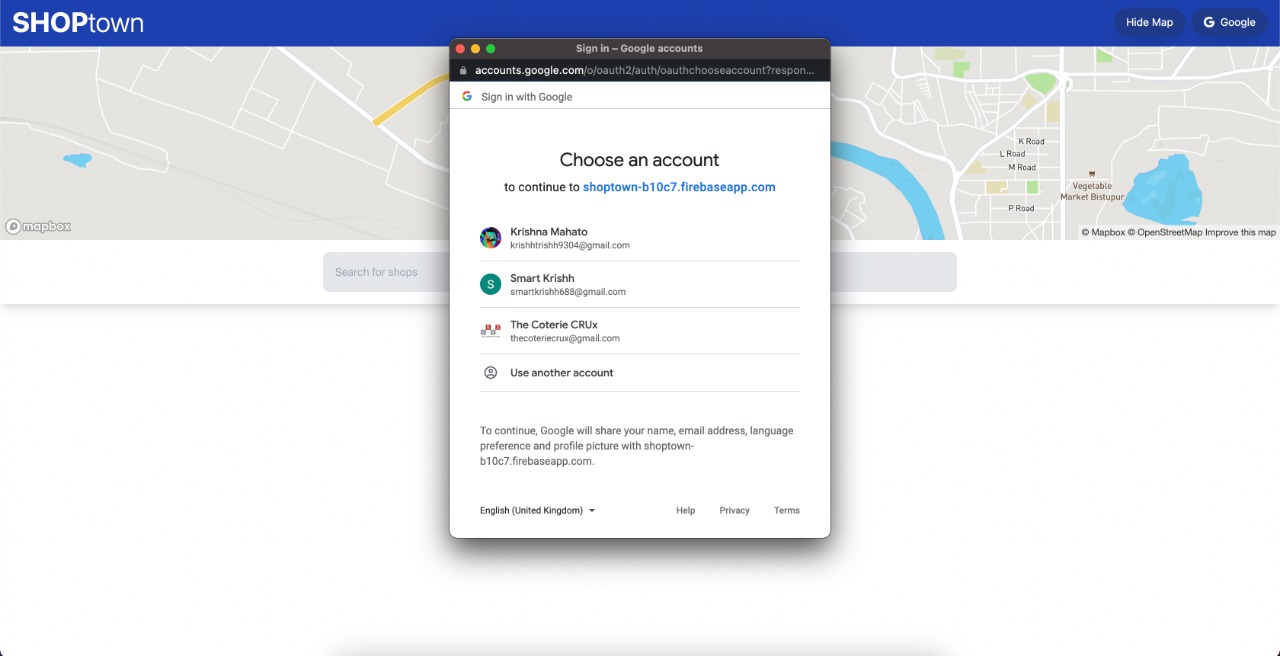 SHOPtown
Hide Map
Google
Sign in – Google accounts
accounts.google.com/o/oauth2/auth/oauthchooseaccount?respon...
Sign in with Google
Choose an account
to continue to shoptown-b10c7.firebaseapp.com
Krishna Mahato
krishhtrishh9304@gmail.com
S
Smart Krishh
smartkrishh688@gmail.com
The Coterie CRUx
thecoteriecrux@gmail.com
Use another account
To continue, Google will share your name, email address, language
preference and profile picture with shoptown-
b10c7.firebaseapp.com.
English (United Kingdom)
Help
Privacy
Terms
K Road
L Road
M Road
Vegetable
Market Bistupur
P Road
mapbox
© Mapbox © OpenStreetMap Improve this map
Search for shops